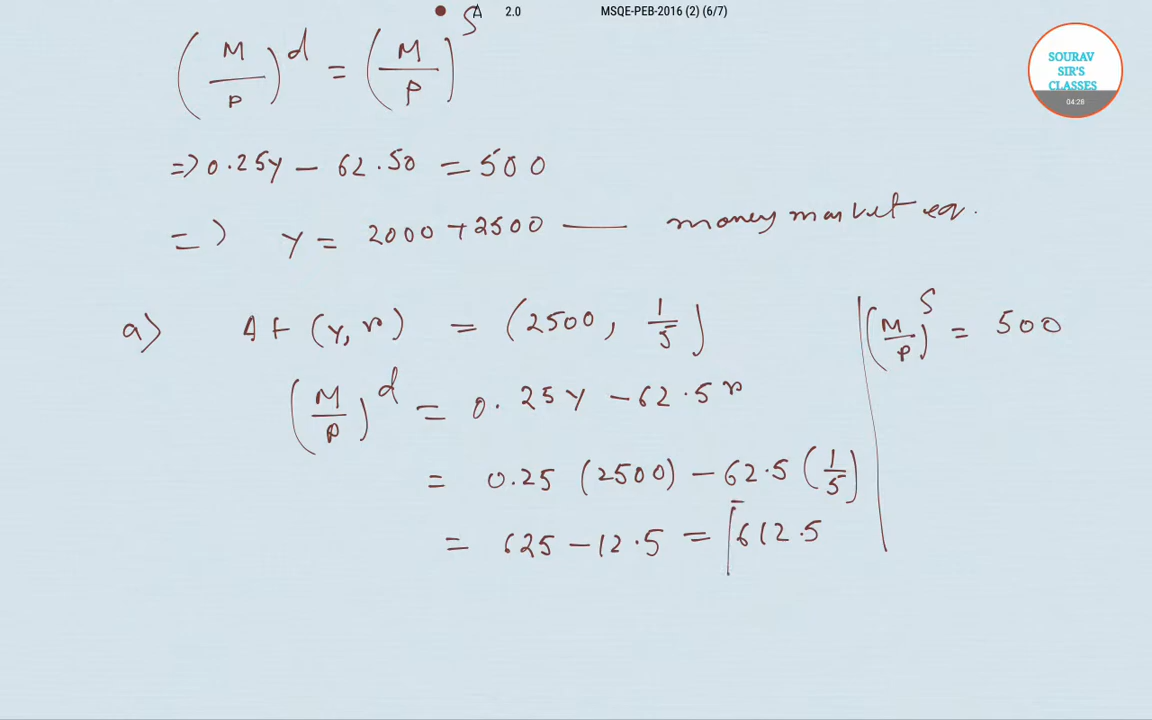 2.0 MSQE-PEB-2016 (2) (6/7)
SOURAV
SIR'S
CLASSES
04:28
(M/P)^d = (M/P)^S
=> 0.25Y - 62.50 = 500
=> Y = 2000 + 2500 — money market eq.
a) At (Y, r) = (2500, 1/5)
(M/P)^S = 500
(M/P)^d = 0.25Y - 62.5r
= 0.25 (2500) - 62.5 (1/5)
= 625 - 12.5 = 612.5